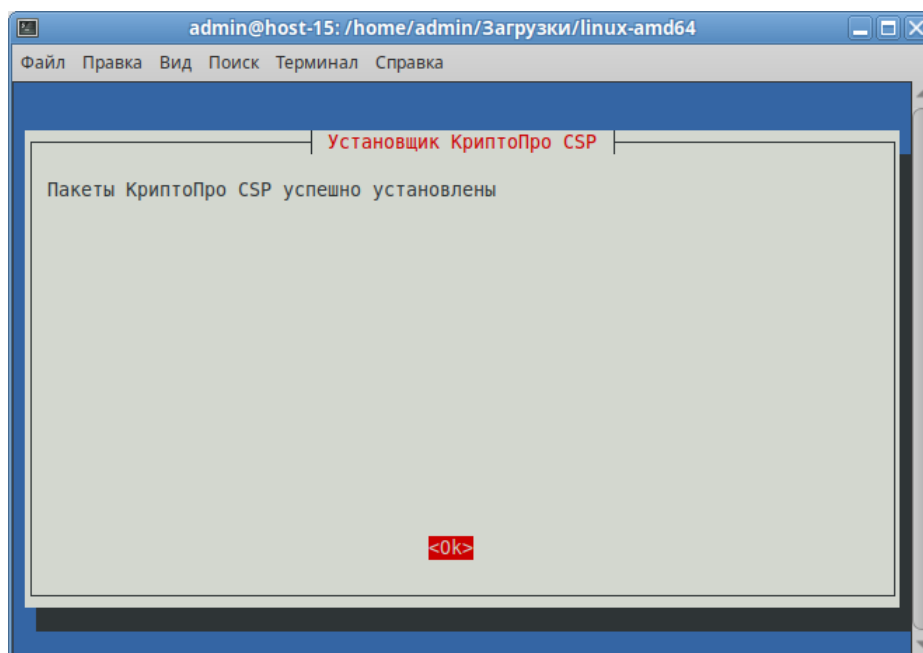 admin@host-15: /home/admin/Загрузки/linux-amd64
Файл Правка Вид Поиск Терминал Справка
Установщик КриптоПро CSP
Пакеты КриптоПро CSP успешно установлены
<Ok>